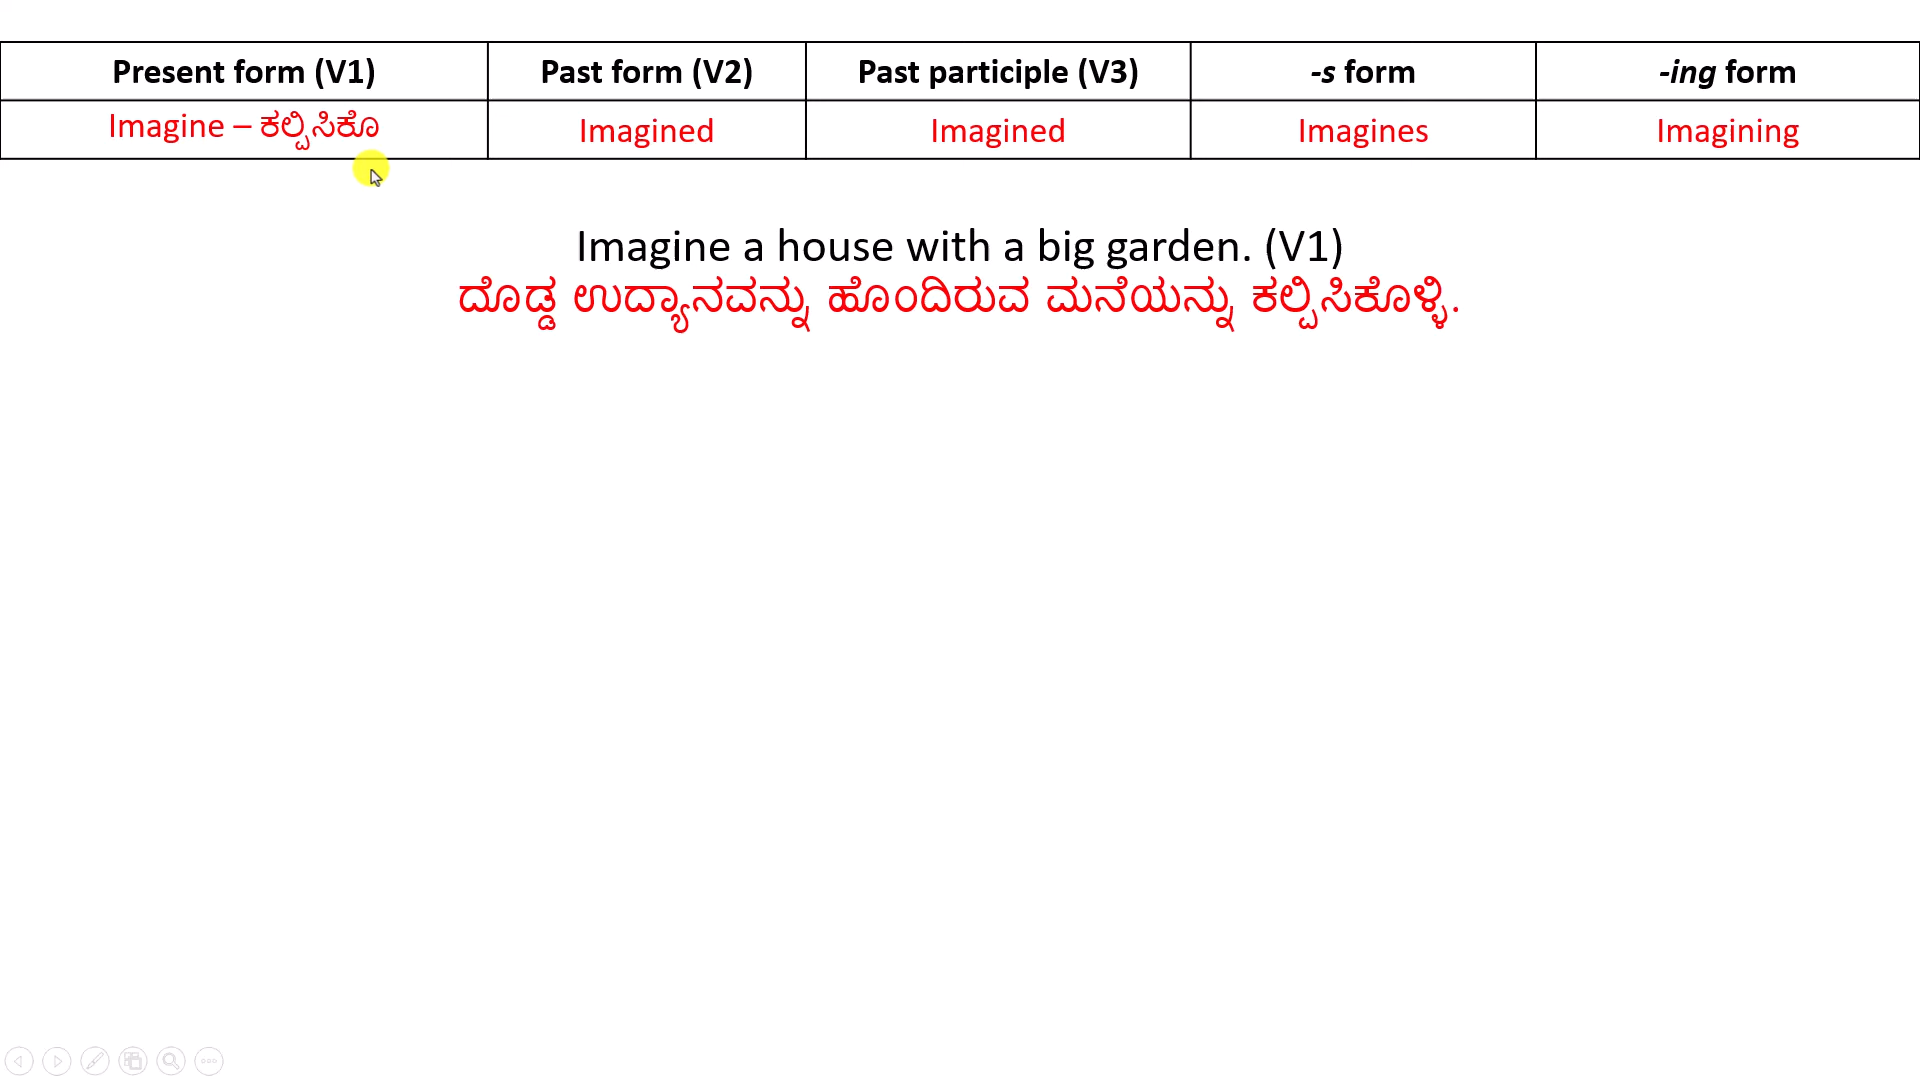 Present form (V1) Past form (V2) Past participle (V3) -s form -ing form
Imagine – ಕಲ್ಪಿಸಿಕೊ Imagined Imagined Imagines Imagining
Imagine a house with a big garden. (V1)
ದೊಡ್ಡ ಉದ್ಯಾನವನ್ನು ಹೊಂದಿರುವ ಮನೆಯನ್ನು ಕಲ್ಪಿಸಿಕೊಳ್ಳಿ.